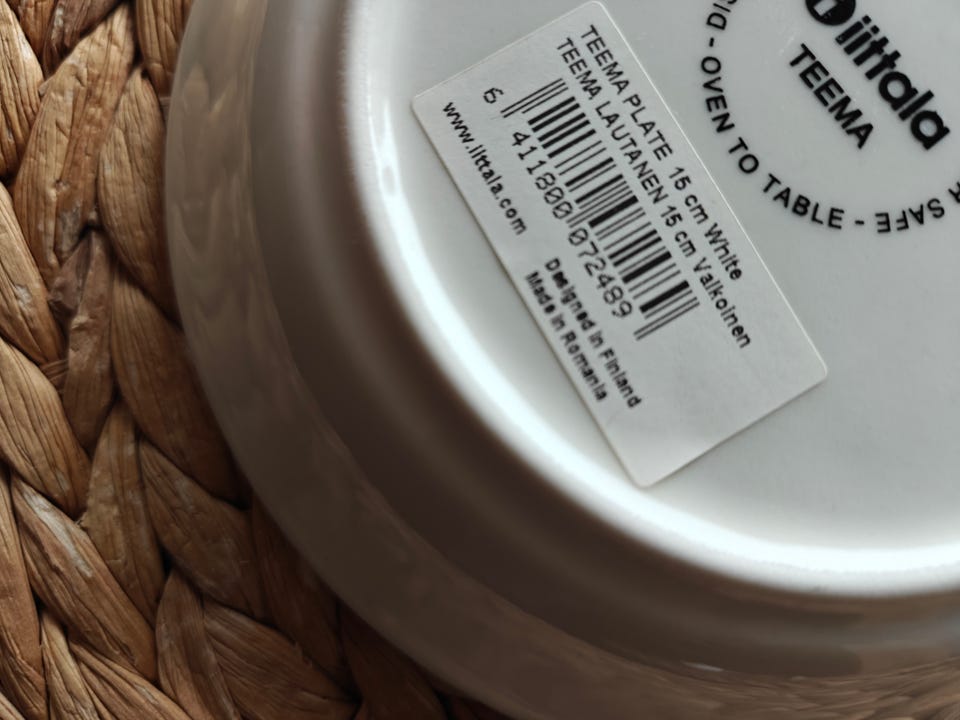 TEEMA PLATE 15 cm White
TEEMA LAUTANEN 15 cm Valkoinen
6 411800 072489
www.iittala.com
Designed in Finland
Made in Romania
iittala
TEEMA
/D - OVEN TO TABLE -
SAFE